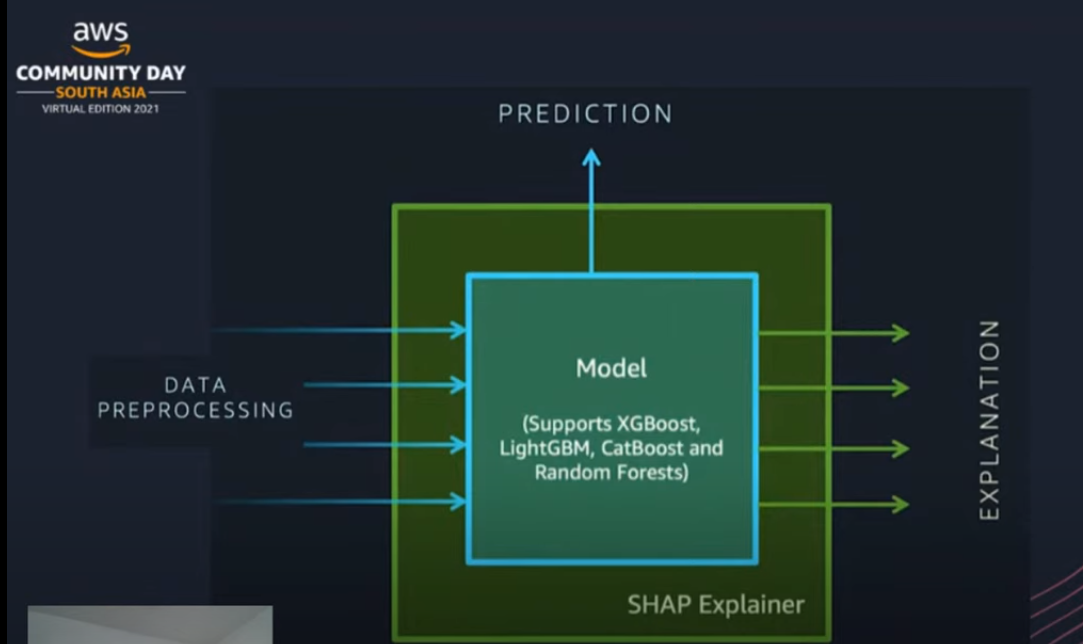 aws
COMMUNITY DAY
SOUTH ASIA
VIRTUAL EDITION 2021
PREDICTION
DATA
PREPROCESSING
Model
(Supports XGBoost,
LightGBM, CatBoost and
Random Forests)
EXPLANATION
SHAP Explainer